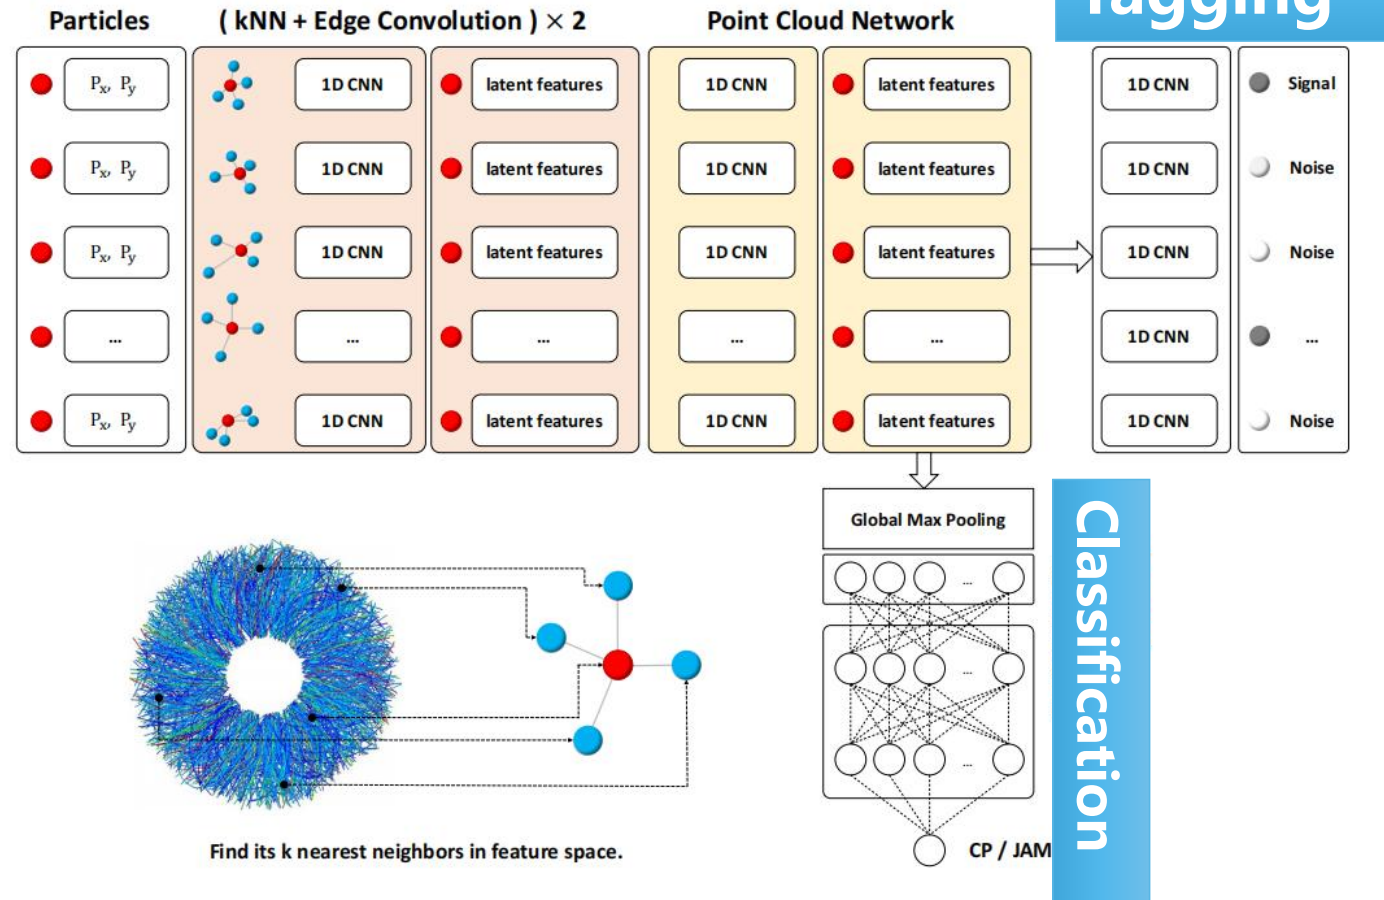 Particles
( kNN + Edge Convolution ) × 2
Point Cloud Network
Tagging
Px, Py
1D CNN
latent features
1D CNN
latent features
1D CNN
Signal
Px, Py
1D CNN
latent features
1D CNN
latent features
1D CNN
Noise
Px, Py
1D CNN
latent features
1D CNN
latent features
1D CNN
Noise
...
...
...
...
...
1D CNN
...
Px, Py
1D CNN
latent features
1D CNN
latent features
1D CNN
Noise
Global Max Pooling
...
...
...
Classification
CP / JAM
Find its k nearest neighbors in feature space.